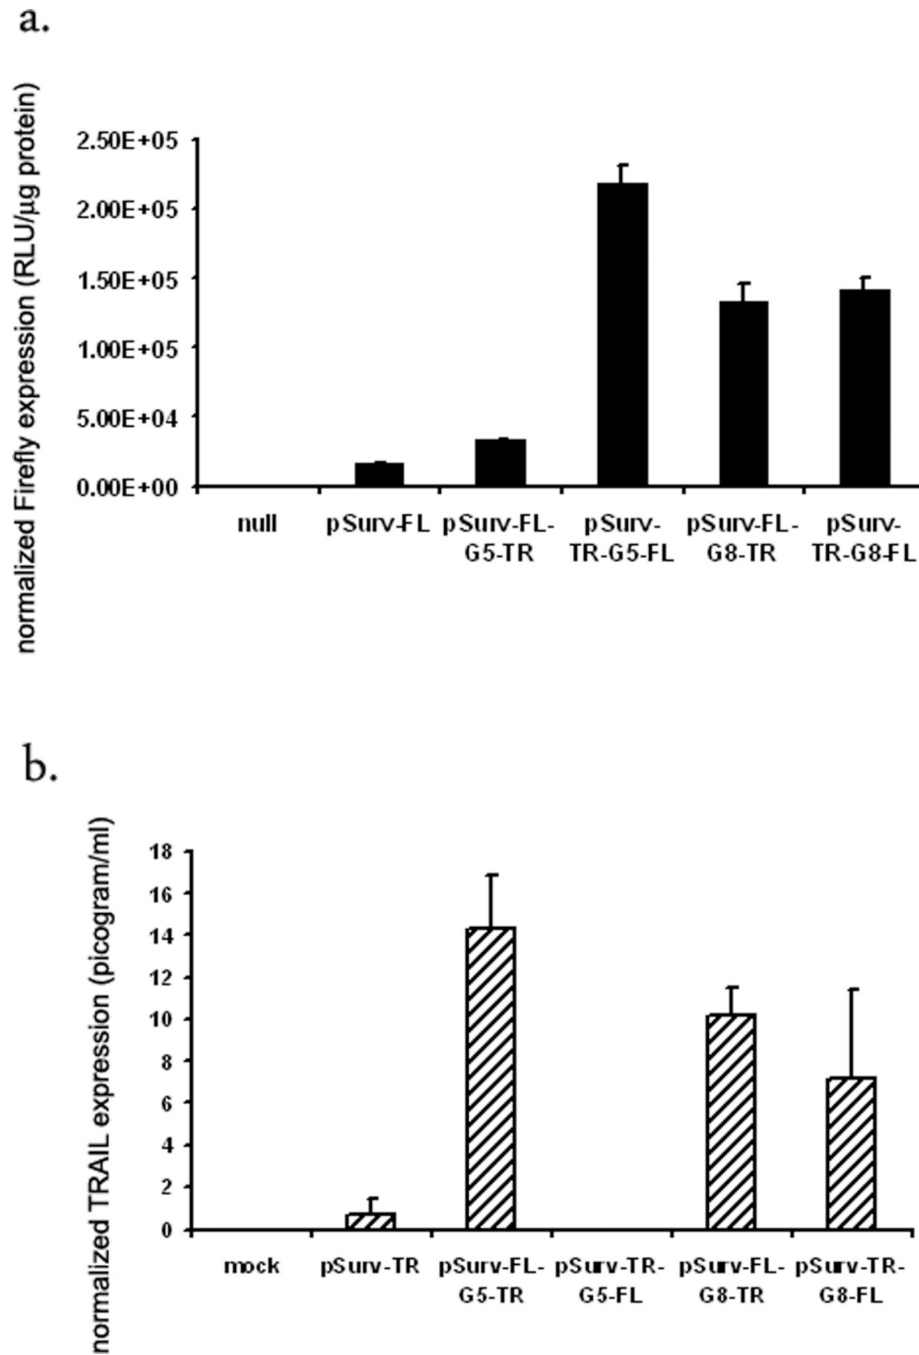 a.
normalized Firefly expression (RLU/µg protein)
2.50E+05
2.00E+05
1.50E+05
1.00E+05
5.00E+04
0.00E+00
null pSurv-FL pSurv-FL- pSurv- pSurv-FL- pSurv-
G5-TR TR-G5-FL G8-TR TR-G8-FL
b.
normalized TRAIL expression (picogram/ml)
18
16
14
12
10
8
6
4
2
0
mock pSurv-TR pSurv-FL- pSurv-TR- pSurv-FL- pSurv-TR-
G5-TR G5-FL G8-TR G8-FL